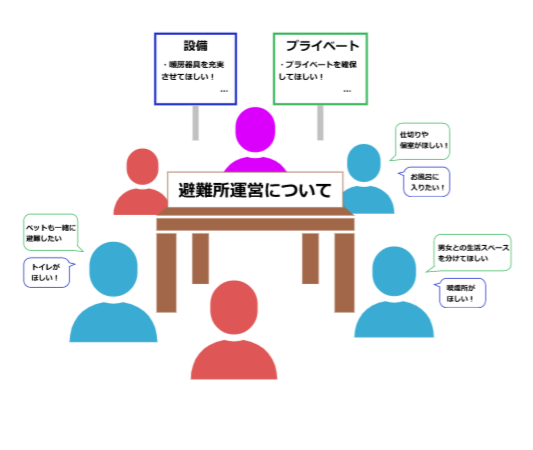 設備
・暖房器具を充実
させてほしい！
...
プライベート
・プライベートを確保
してほしい！
...
仕切りや
個室がほしい！
お風呂に
入りたい！
避難所運営について
ペットも一緒に
避難したい
トイレが
ほしい！
男女との生活スペース
を分けてほしい
喫煙所が
ほしい！